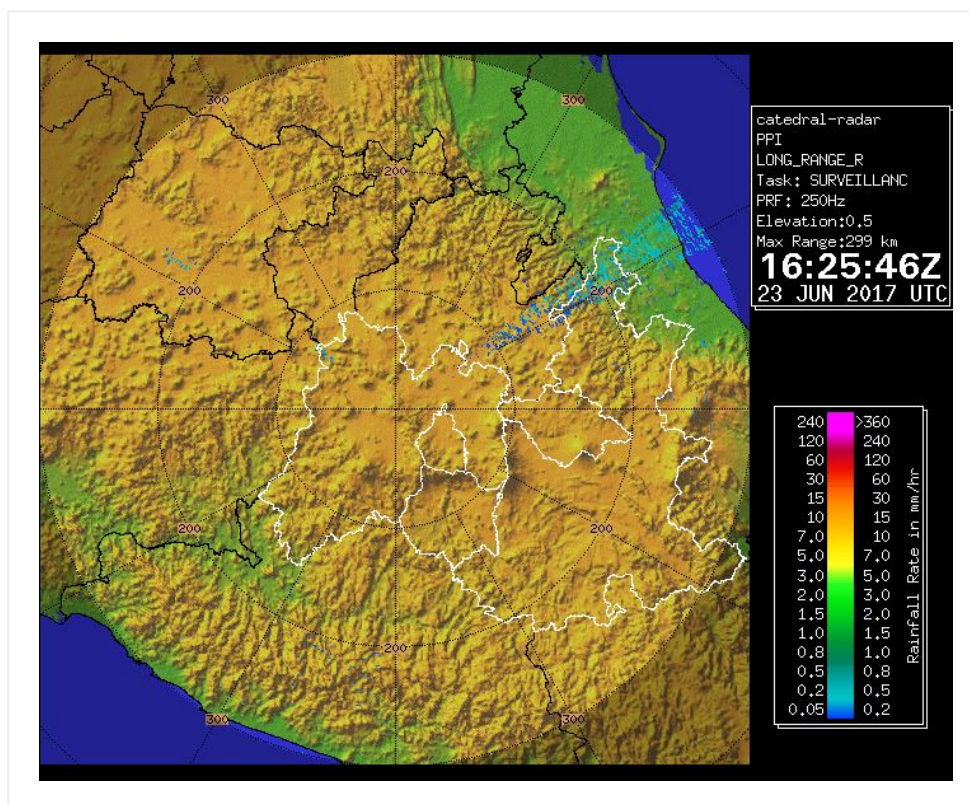 300
300
200
200
200
200
200
200
300
300
catedral-radar
PPI
LONG_RANGE_R
Task: SURVEILLANC
PRF: 250Hz
Elevation:0.5
Max Range:299 km
16:25:46Z
23 JUN 2017 UTC
240 >360
120 240
60 120
30 60
15 30
10 15
7.0 10
5.0 7.0
3.0 5.0
2.0 3.0
1.5 2.0
1.0 1.5
0.8 1.0
0.5 0.8
0.2 0.5
0.05 0.2
Rainfall Rate in mm/hr